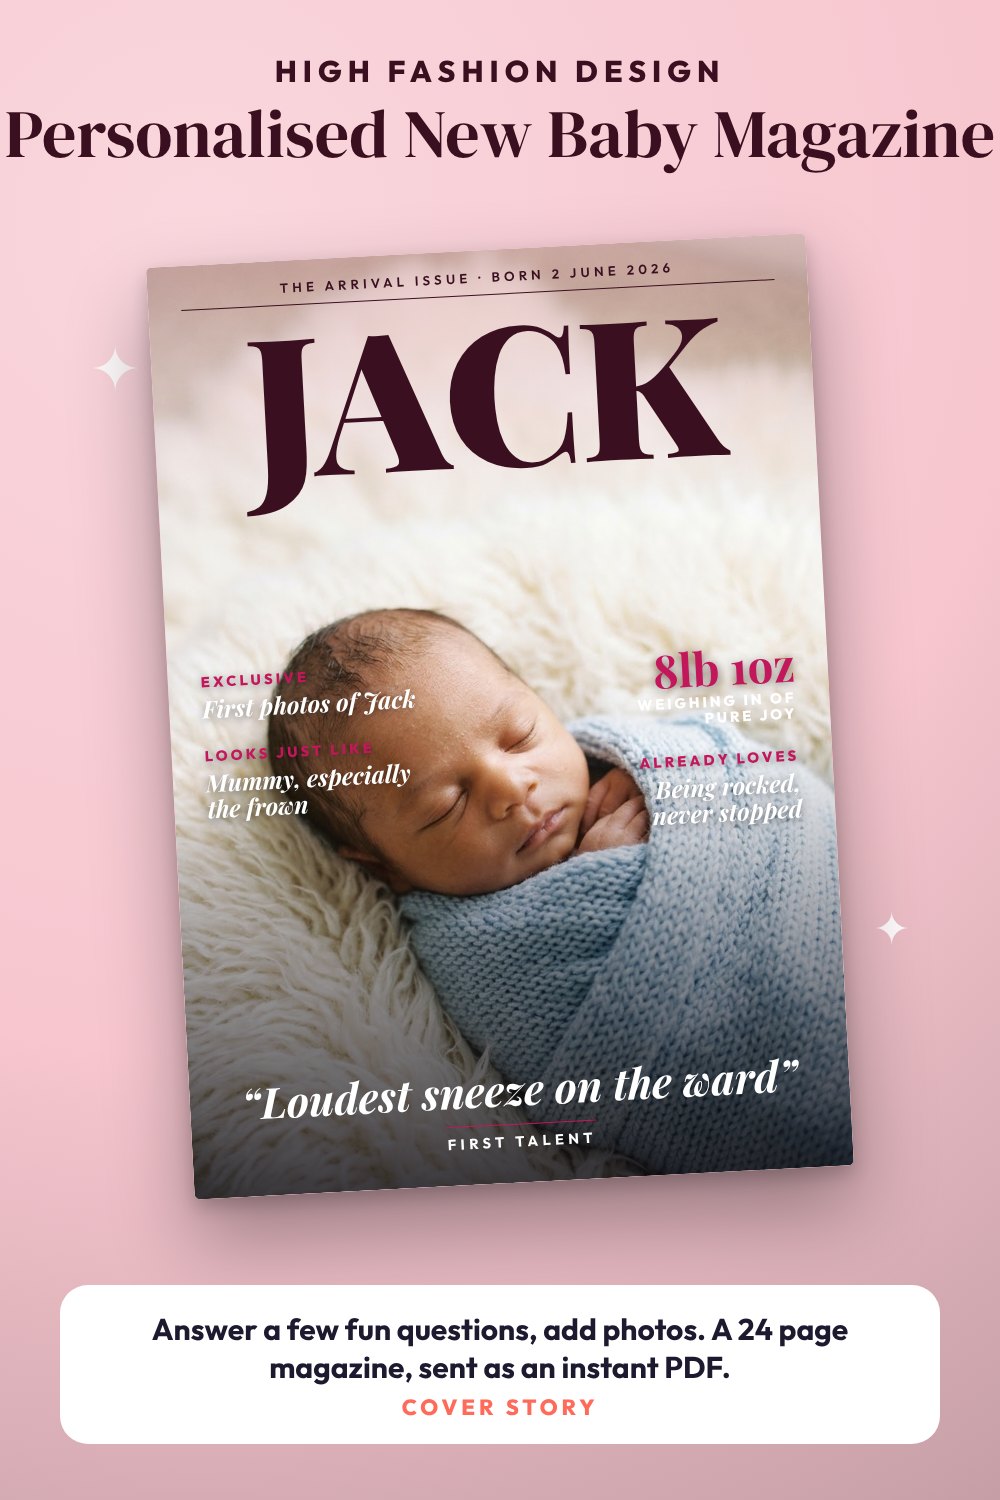 HIGH FASHION DESIGN
Personalised New Baby Magazine
THE ARRIVAL ISSUE · BORN 2 JUNE 2026
JACK
EXCLUSIVE
First photos of Jack
LOOKS JUST LIKE
Mummy, especially
the frown
8lb 1oz
WEIGHING IN OF
PURE JOY
ALREADY LOVES
Being rocked,
never stopped
“Loudest sneeze on the ward”
FIRST TALENT
Answer a few fun questions, add photos. A 24 page
magazine, sent as an instant PDF.
COVER STORY